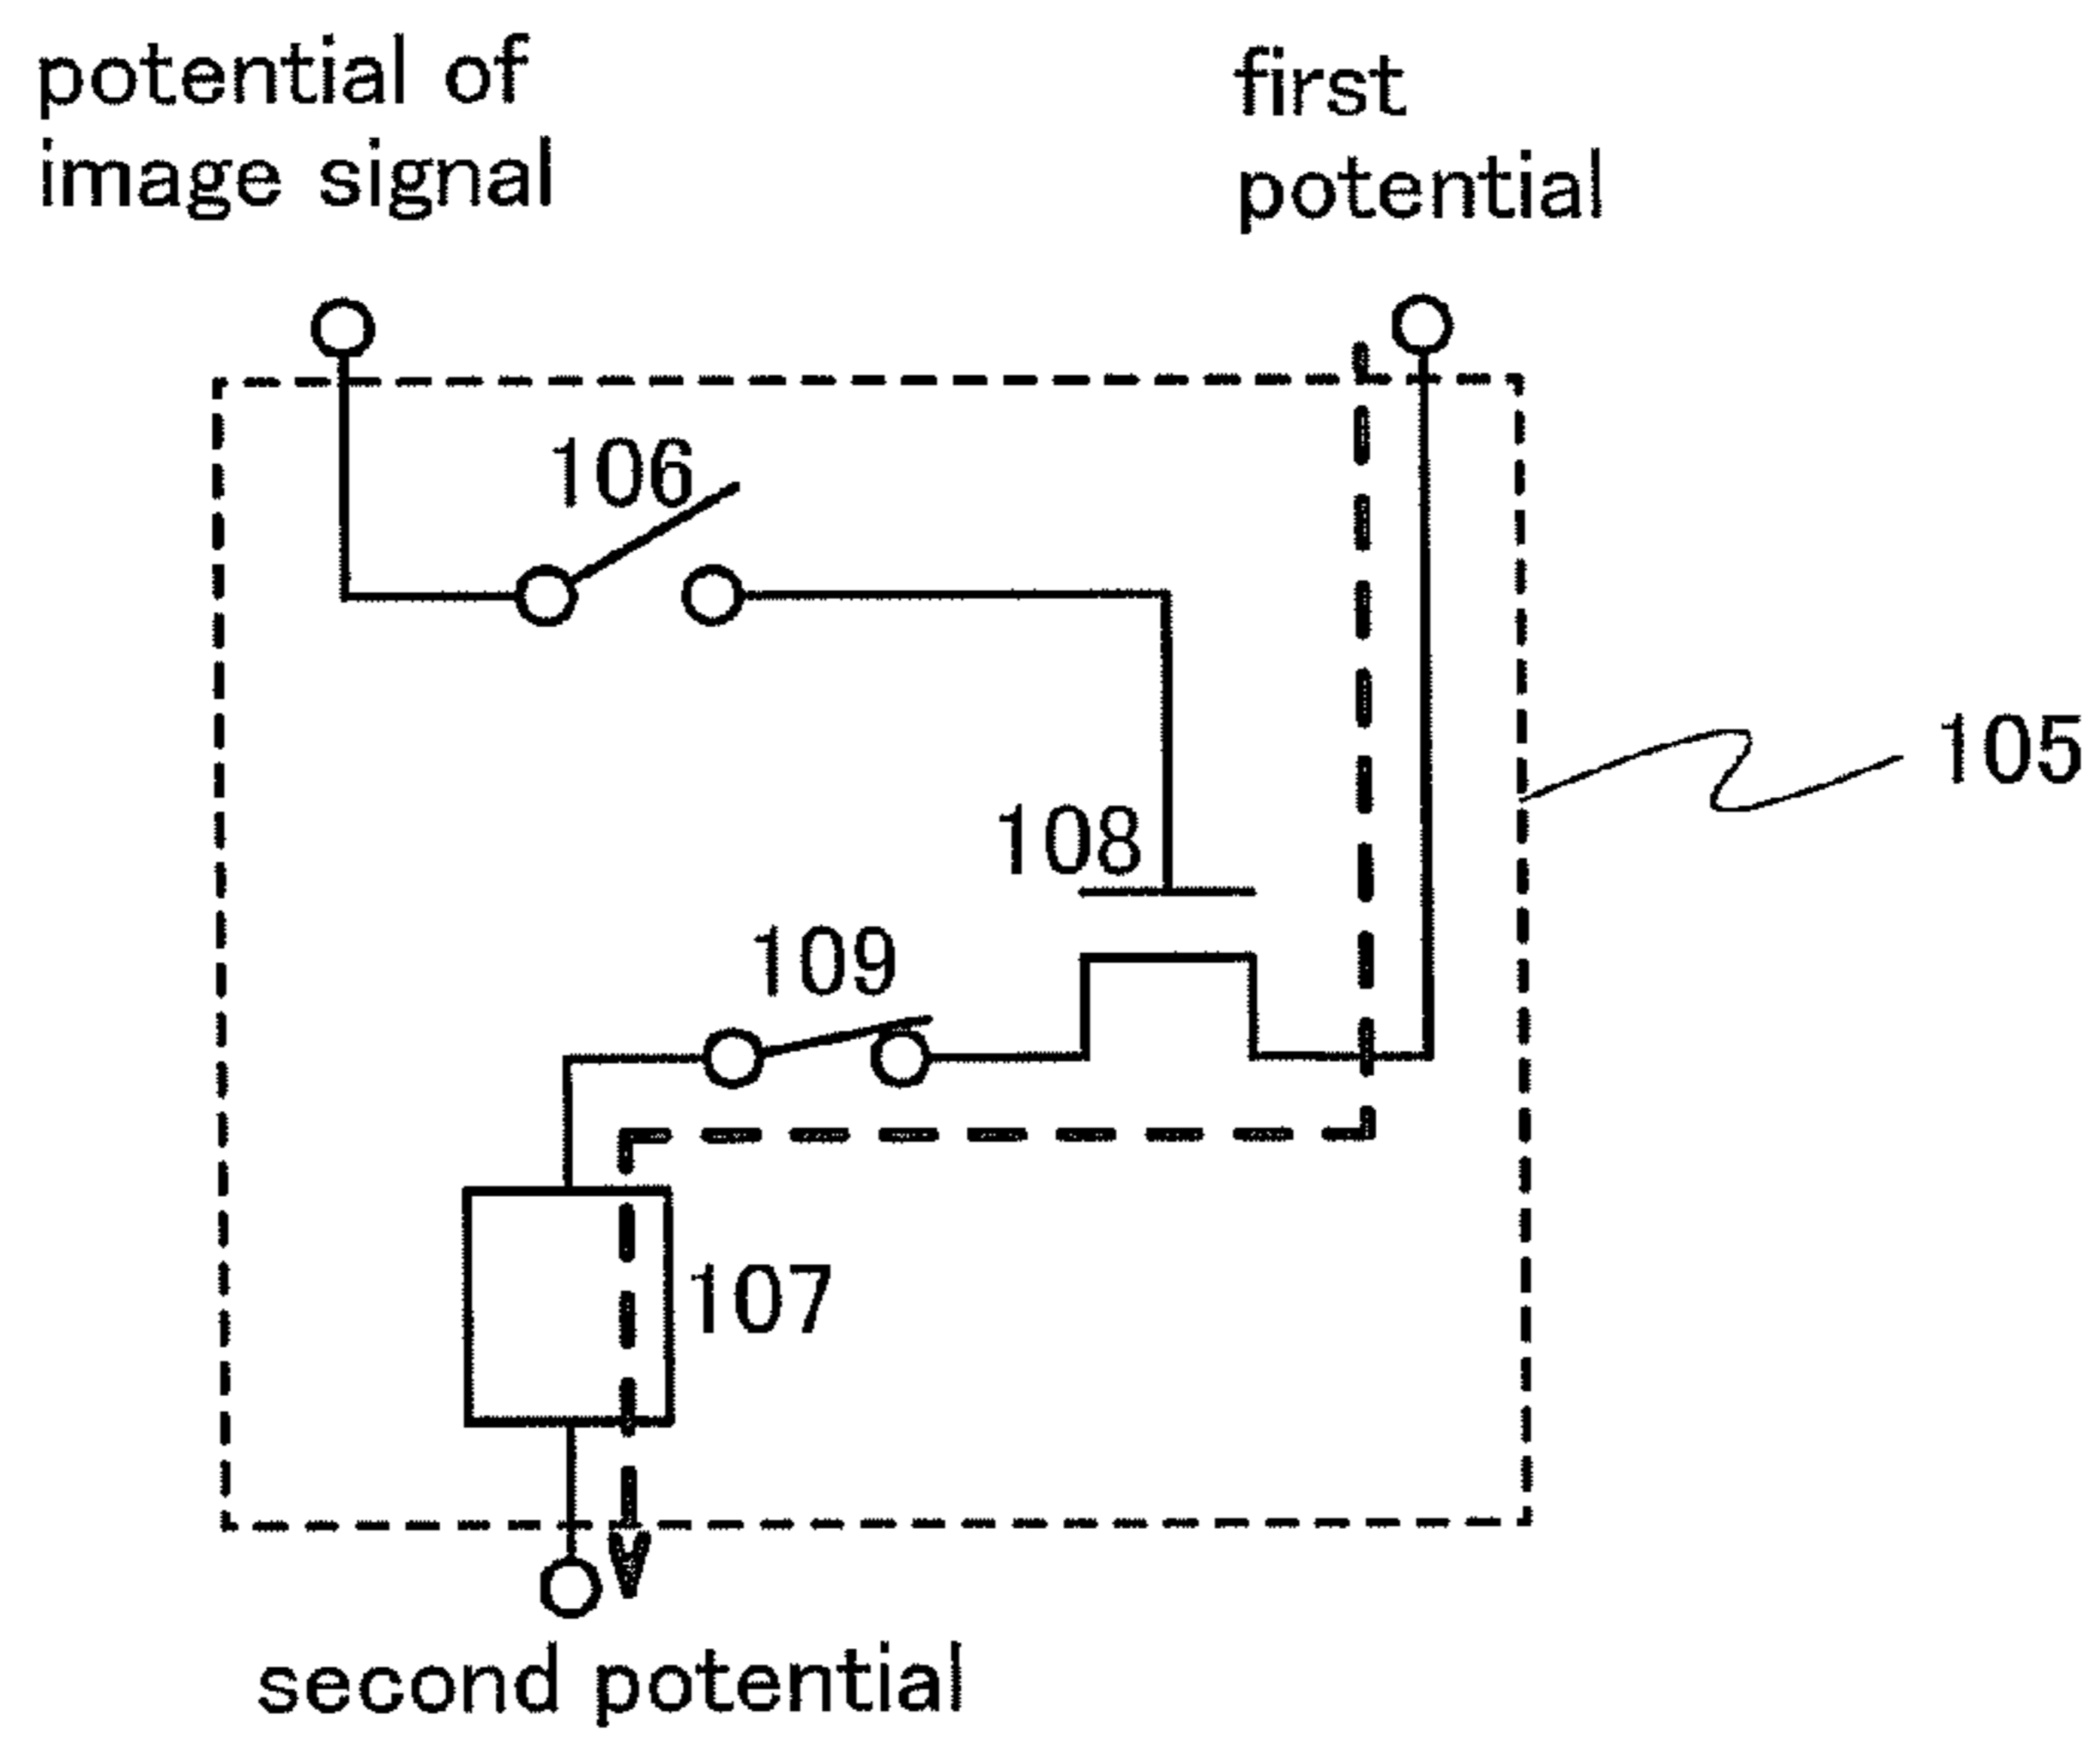 potential of
image signal
first
potential
106
105
108
109
107
second potential